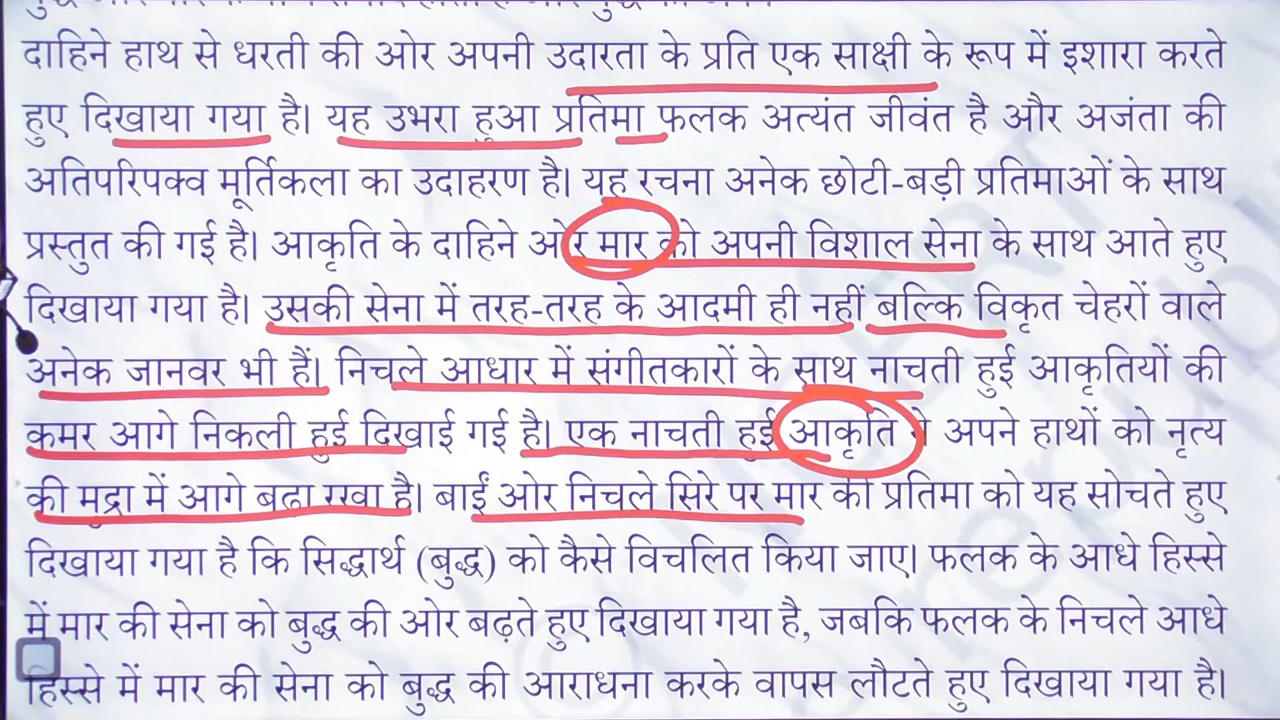 दाहिने हाथ से धरती की ओर अपनी उदारता के प्रति एक साक्षी के रूप में इशारा करते
हुए दिखाया गया है। यह उभरा हुआ प्रतिमा फलक अत्यंत जीवंत है और अजंता की
अतिपरिपक्व मूर्तिकला का उदाहरण है। यह रचना अनेक छोटी-बड़ी प्रतिमाओं के साथ
प्रस्तुत की गई है। आकृति के दाहिने ओर मार को अपनी विशाल सेना के साथ आते हुए
दिखाया गया है। उसकी सेना में तरह-तरह के आदमी ही नहीं बल्कि विकृत चेहरों वाले
अनेक जानवर भी हैं। निचले आधार में संगीतकारों के साथ नाचती हुई आकृतियों की
कमर आगे निकली हुई दिखाई गई है। एक नाचती हुई आकृति ने अपने हाथों को नृत्य
की मुद्रा में आगे बढ़ा रखा है। बाईं ओर निचले सिरे पर मार की प्रतिमा को यह सोचते हुए
दिखाया गया है कि सिद्धार्थ (बुद्ध) को कैसे विचलित किया जाए। फलक के आधे हिस्से
में मार की सेना को बुद्ध की ओर बढ़ते हुए दिखाया गया है, जबकि फलक के निचले आधे
हिस्से में मार की सेना को बुद्ध की आराधना करके वापस लौटते हुए दिखाया गया है।